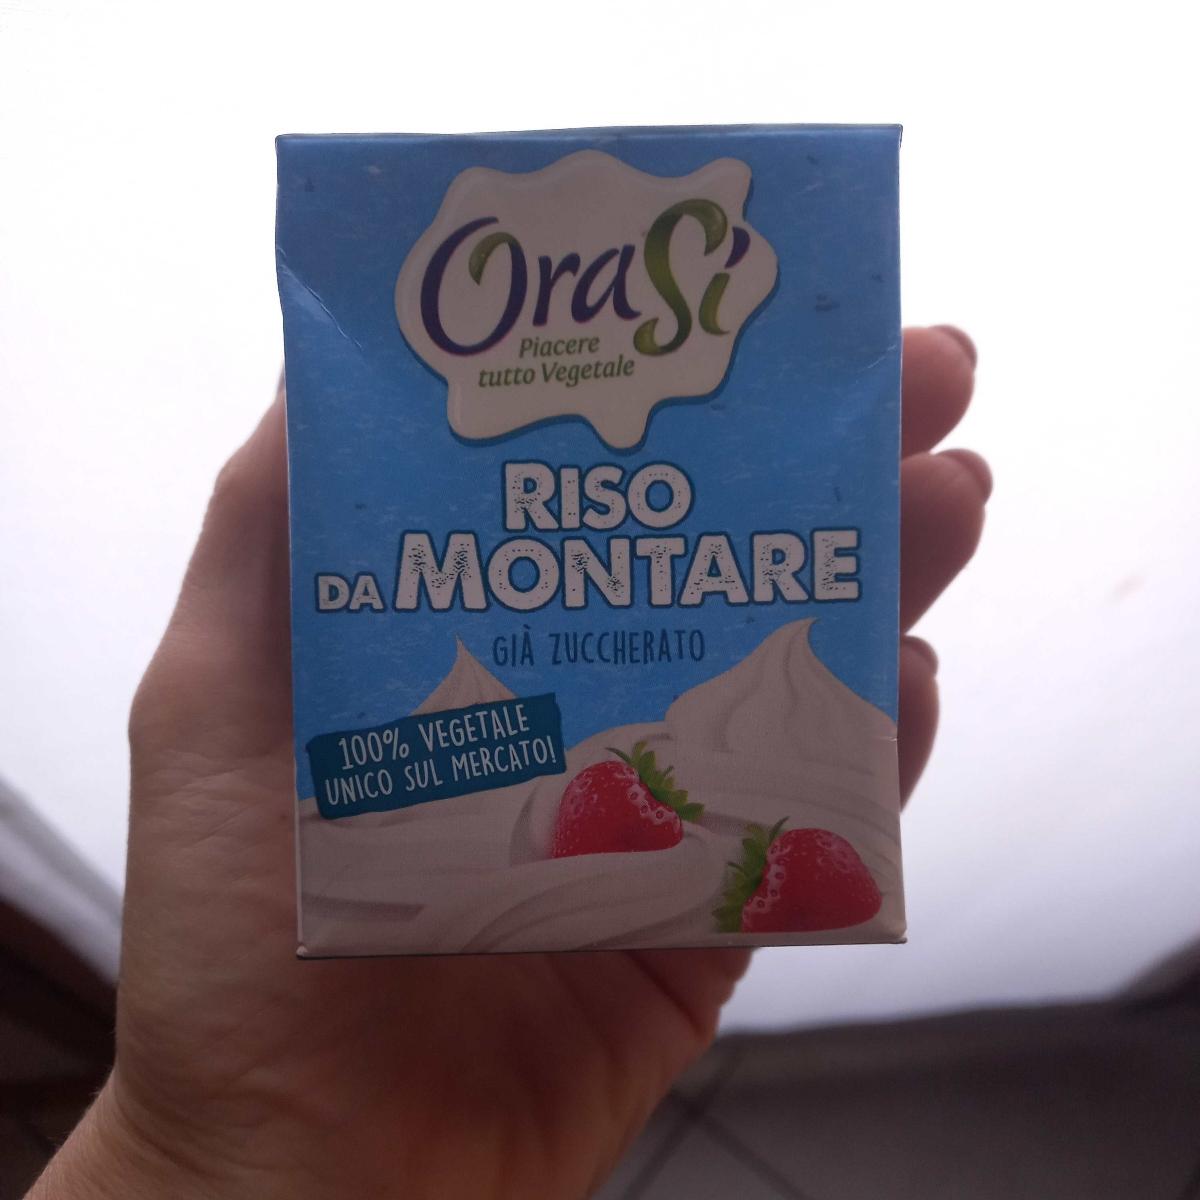 OraSì
Piacere
tutto Vegetale
RISO
DA MONTARE
GIÀ ZUCCHERATO
100% VEGETALE
UNICO SUL MERCATO!